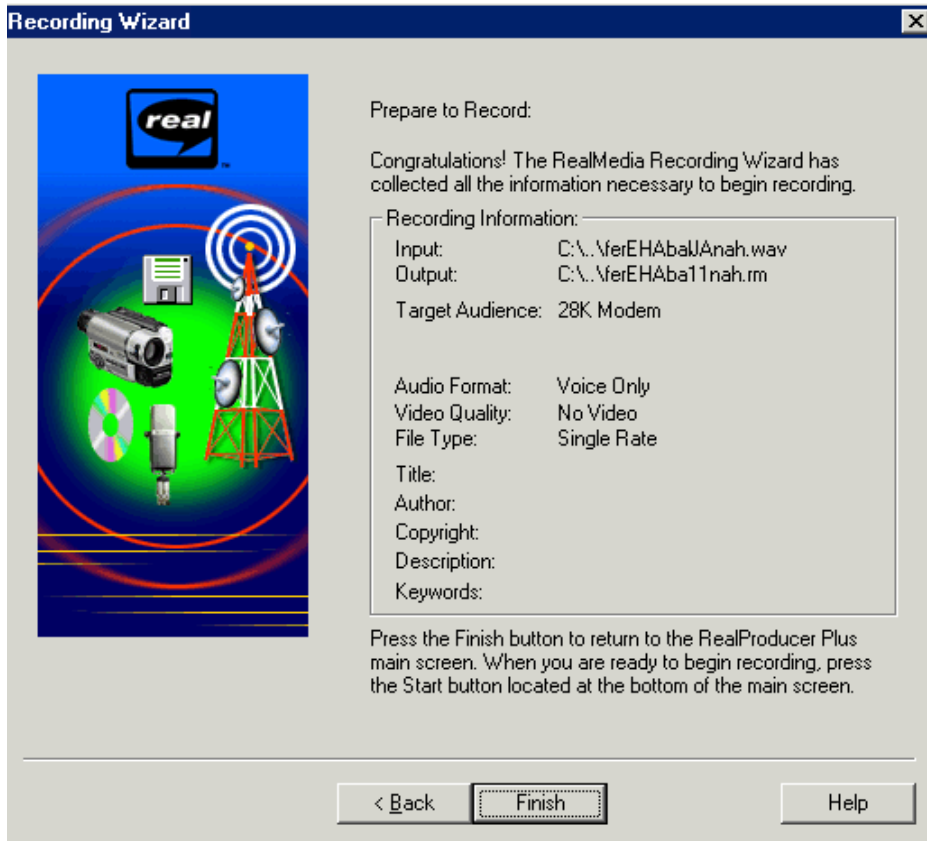 Recording Wizard
real
Prepare to Record:
Congratulations! The RealMedia Recording Wizard has
collected all the information necessary to begin recording.
Recording Information:
Input: C:\..\ferEHAbaIJAnah.wav
Output: C:\..\ferEHAba11nah.rm
Target Audience: 28K Modem
Audio Format: Voice Only
Video Quality: No Video
File Type: Single Rate
Title:
Author:
Copyright:
Description:
Keywords:
Press the Finish button to return to the RealProducer Plus
main screen. When you are ready to begin recording, press
the Start button located at the bottom of the main screen.
< Back
Finish
Help